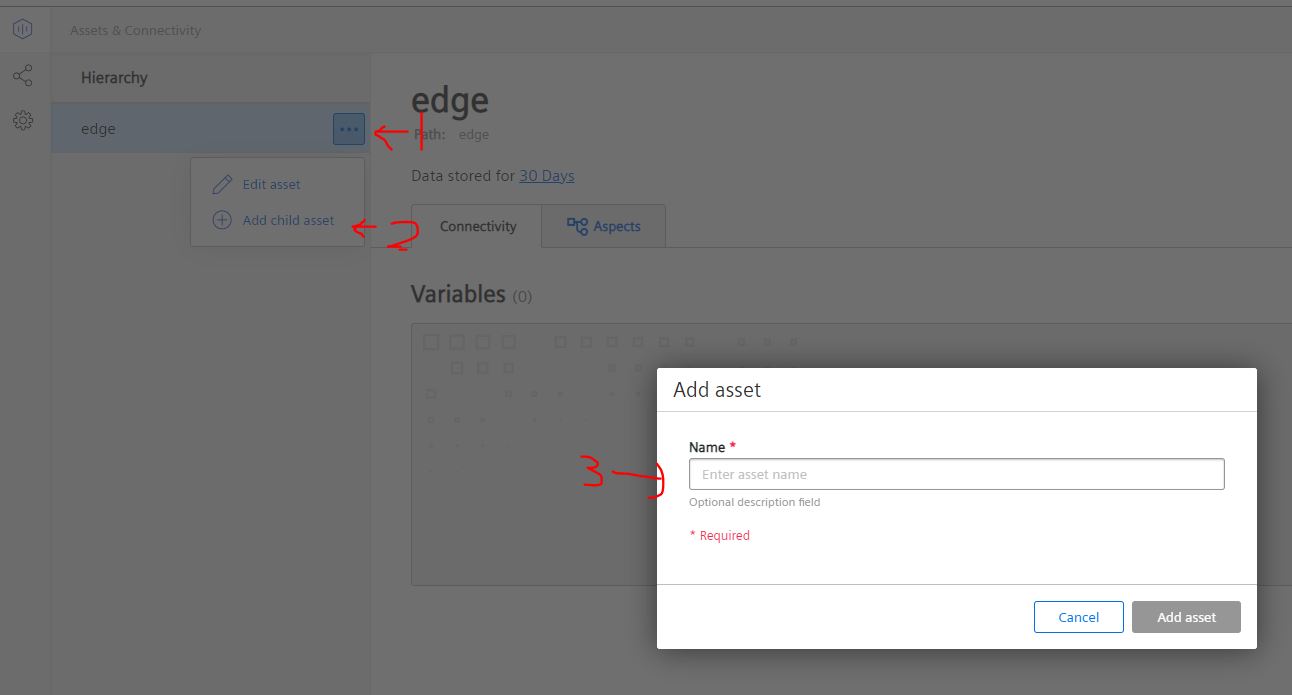 Assets & Connectivity
Hierarchy
edge
...
1
Edit asset
Add child asset
2
edge
Path: edge
Data stored for 30 Days
Connectivity
Aspects
Variables (0)
3
Add asset
Name *
Enter asset name
Optional description field
* Required
Cancel
Add asset